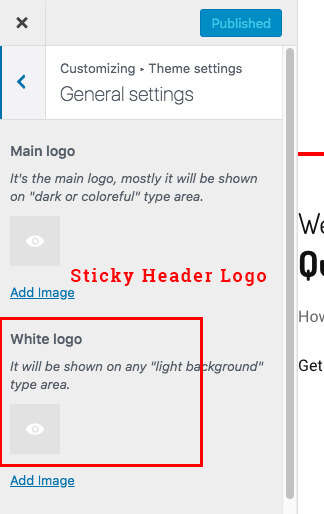 Published
Customizing ▸ Theme settings
General settings
Main logo
It's the main logo, mostly it will be shown
on "dark or coloreful" type area.
Sticky Header Logo
Add Image
White logo
It will be shown on any "light background"
type area.
Add Image
We
Qu
How
Get